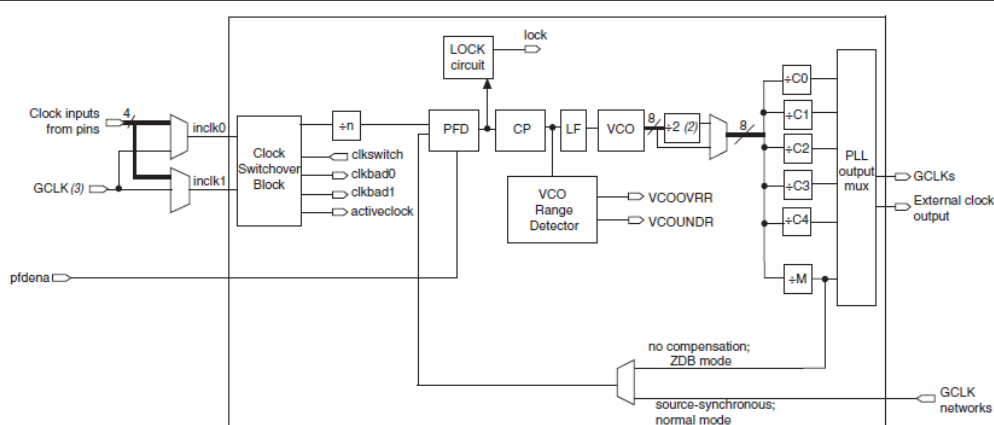 lock
LOCK
circuit
Clock inputs
from pins
4
inclk0
÷n
PFD
CP
LF
VCO
8
÷2 (2)
8
÷C0
÷C1
÷C2
÷C3
÷C4
÷M
PLL
output
mux
GCLK (3)
inclk1
Clock
Switchover
Block
clkswitch
clkbad0
clkbad1
activeclock
VCO
Range
Detector
VCOOVRR
VCOUNDR
GCLKs
External clock
output
pfdena
no compensation;
ZDB mode
source-synchronous;
normal mode
GCLK
networks